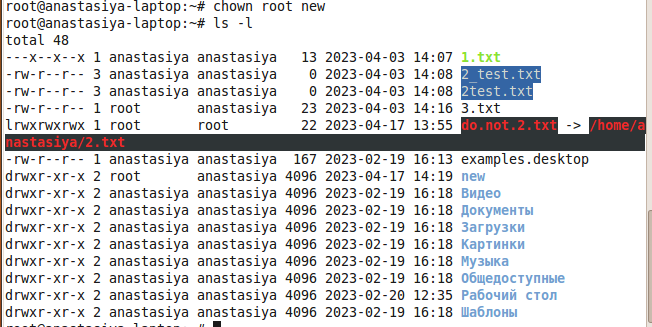 root@anastasiya-laptop:~# chown root new
root@anastasiya-laptop:~# ls -l
total 48
---x--x--x 1 anastasiya anastasiya   13 2023-04-03 14:07 1.txt
-rw-r--r-- 3 anastasiya anastasiya    0 2023-04-03 14:08 2_test.txt
-rw-r--r-- 3 anastasiya anastasiya    0 2023-04-03 14:08 2test.txt
-rw-r--r-- 1 root       anastasiya   23 2023-04-03 14:16 3.txt
lrwxrwxrwx 1 root       root         22 2023-04-17 13:55 do.not.2.txt -> /home/a
nastasiya/2.txt
-rw-r--r-- 1 anastasiya anastasiya  167 2023-02-19 16:13 examples.desktop
drwxr-xr-x 2 root       anastasiya 4096 2023-04-17 14:19 new
drwxr-xr-x 2 anastasiya anastasiya 4096 2023-02-19 16:18 Видео
drwxr-xr-x 2 anastasiya anastasiya 4096 2023-02-19 16:18 Документы
drwxr-xr-x 2 anastasiya anastasiya 4096 2023-02-19 16:18 Загрузки
drwxr-xr-x 2 anastasiya anastasiya 4096 2023-02-19 16:18 Картинки
drwxr-xr-x 2 anastasiya anastasiya 4096 2023-02-19 16:18 Музыка
drwxr-xr-x 2 anastasiya anastasiya 4096 2023-02-19 16:18 Общедоступные
drwxr-xr-x 2 anastasiya anastasiya 4096 2023-02-20 12:35 Рабочий стол
drwxr-xr-x 2 anastasiya anastasiya 4096 2023-02-19 16:18 Шаблоны
root@anastasiya-laptop:~#